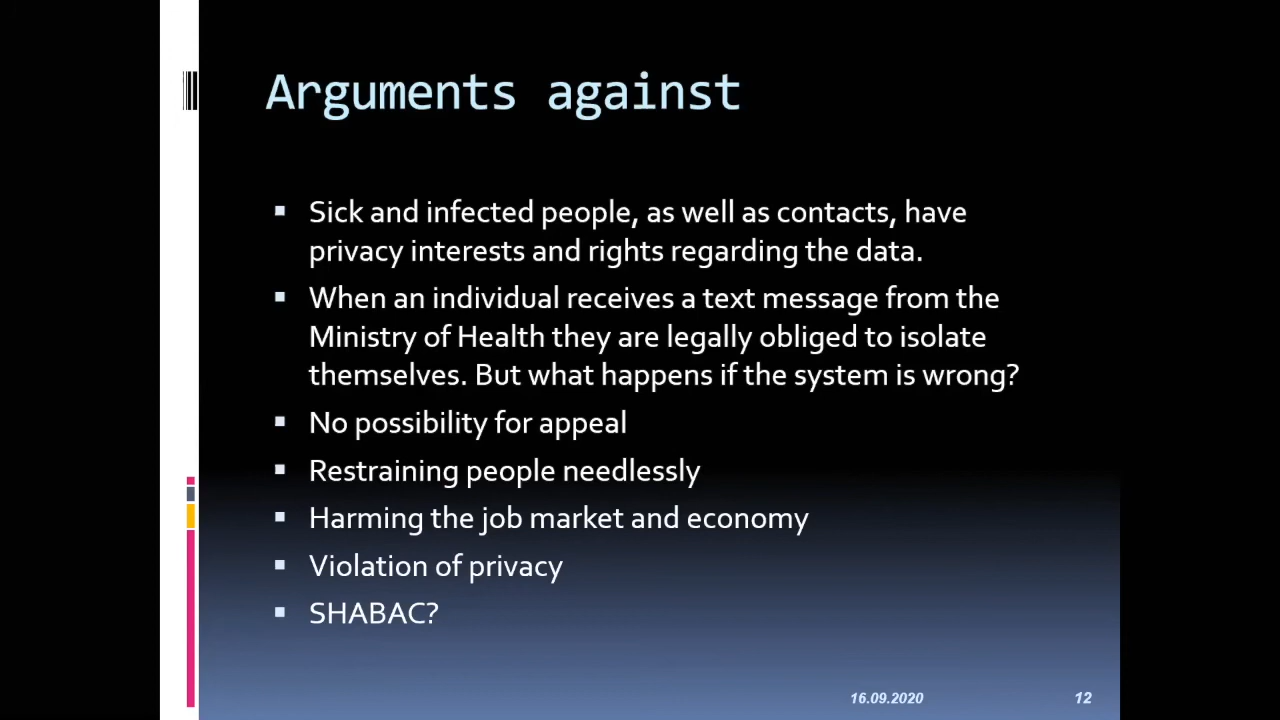 Arguments against
▪ Sick and infected people, as well as contacts, have
privacy interests and rights regarding the data.
▪ When an individual receives a text message from the
Ministry of Health they are legally obliged to isolate
themselves. But what happens if the system is wrong?
▪ No possibility for appeal
▪ Restraining people needlessly
▪ Harming the job market and economy
▪ Violation of privacy
▪ SHABAC?
16.09.2020 12